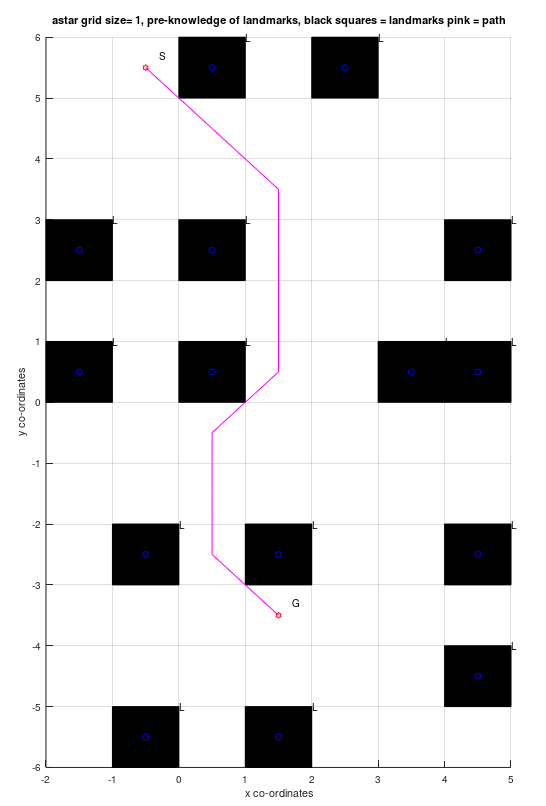 astar grid size= 1, pre-knowledge of landmarks, black squares = landmarks pink = path
6
L
L
S
5
4
3
L
L
L
2
1
L
L
L
0
-1
-2
L
L
L
-3
G
-4
L
-5
L
L
-6
-2
-1
0
1
2
3
4
5
x co-ordinates
y co-ordinates